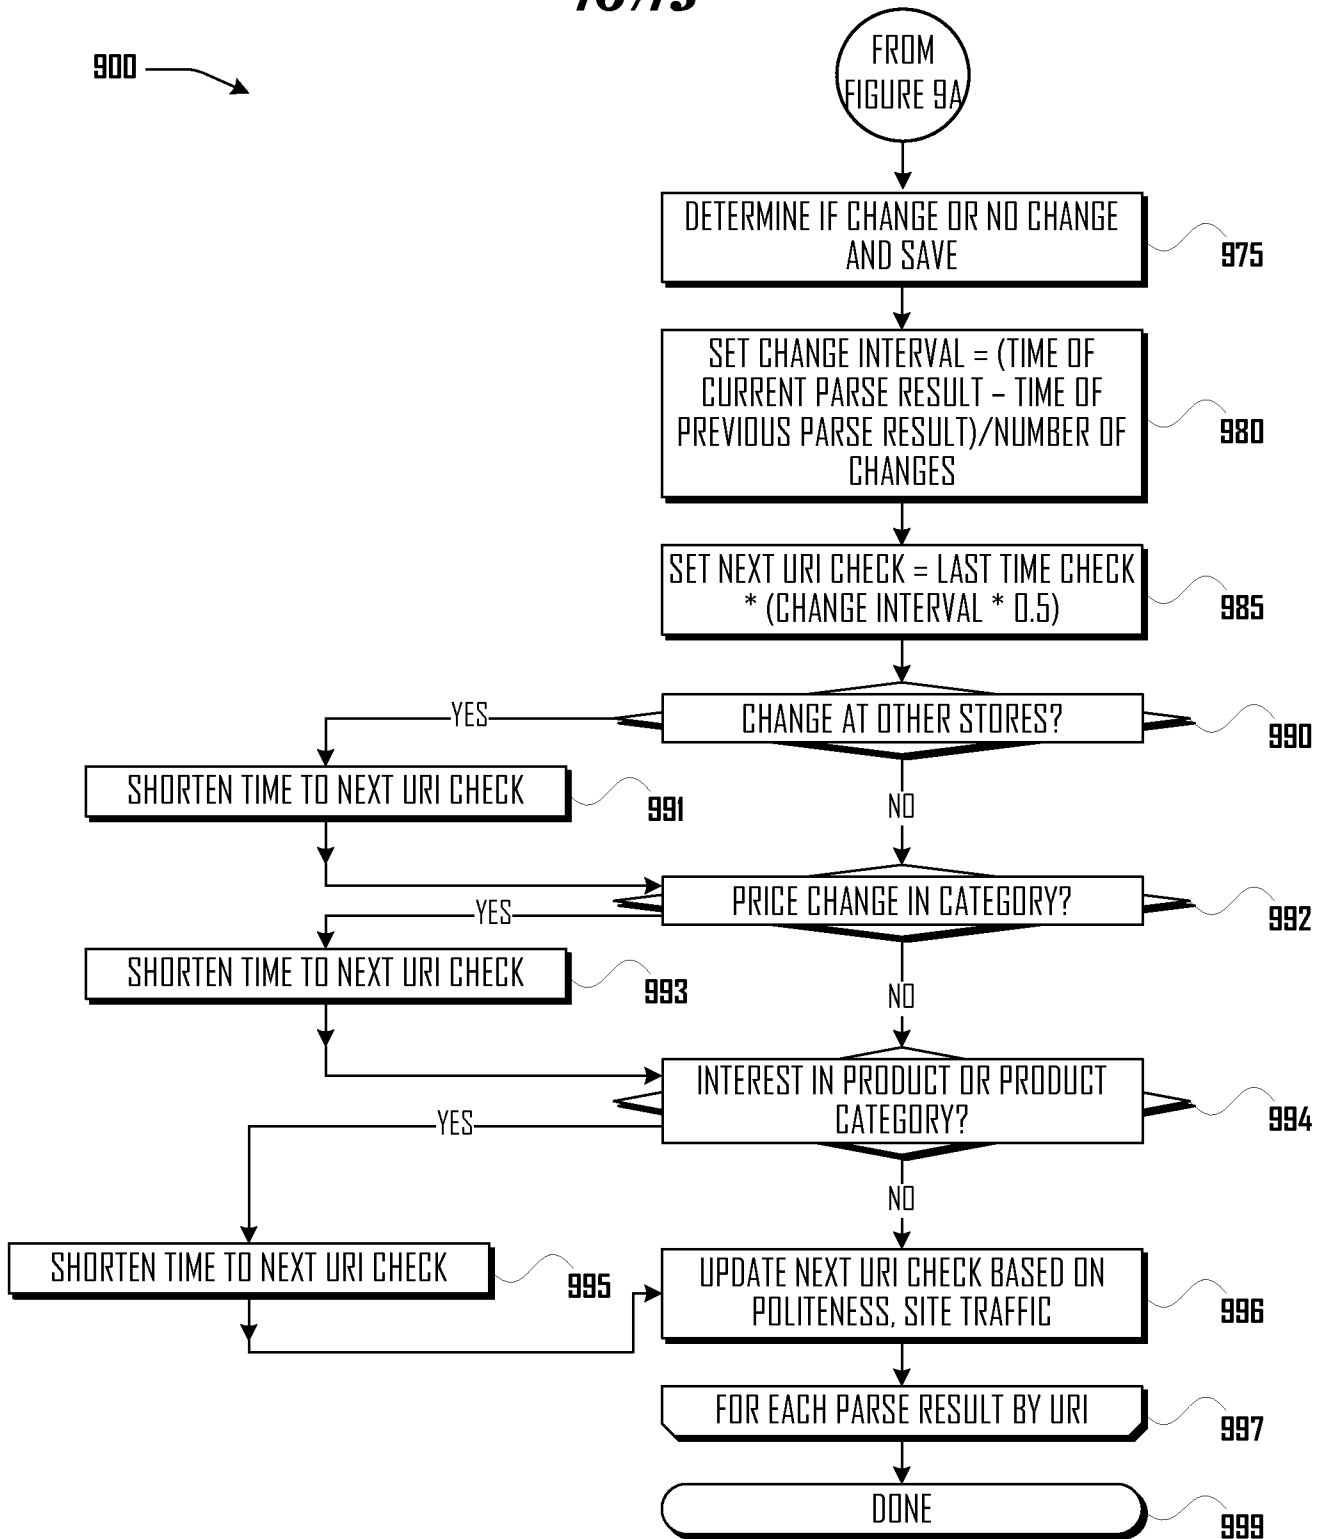 900
FROM
FIGURE 9A
DETERMINE IF CHANGE OR NO CHANGE
AND SAVE
975
SET CHANGE INTERVAL = (TIME OF
CURRENT PARSE RESULT – TIME OF
PREVIOUS PARSE RESULT)/NUMBER OF
CHANGES
980
SET NEXT URI CHECK = LAST TIME CHECK
* (CHANGE INTERVAL * 0.5)
985
CHANGE AT OTHER STORES?
990
YES
SHORTEN TIME TO NEXT URI CHECK
991
NO
PRICE CHANGE IN CATEGORY?
992
YES
SHORTEN TIME TO NEXT URI CHECK
993
NO
INTEREST IN PRODUCT OR PRODUCT
CATEGORY?
994
YES
NO
SHORTEN TIME TO NEXT URI CHECK
995
UPDATE NEXT URI CHECK BASED ON
POLITENESS, SITE TRAFFIC
996
FOR EACH PARSE RESULT BY URI
997
DONE
999